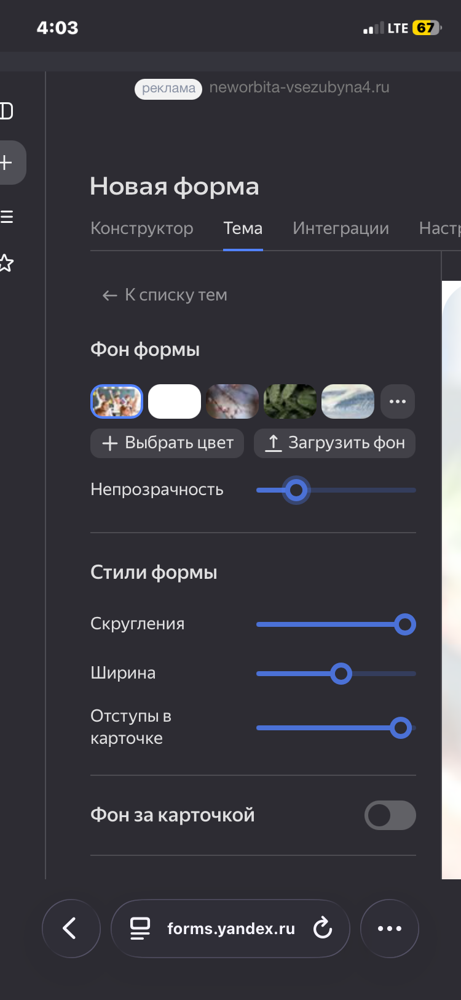 4:03
LTE 67
реклама neworbita-vsezubyna4.ru
Новая форма
Конструктор Тема Интеграции Настр
← К списку тем
Фон формы
+ Выбрать цвет Загрузить фон
Непрозрачность
Стили формы
Скругления
Ширина
Отступы в
карточке
Фон за карточкой
forms.yandex.ru